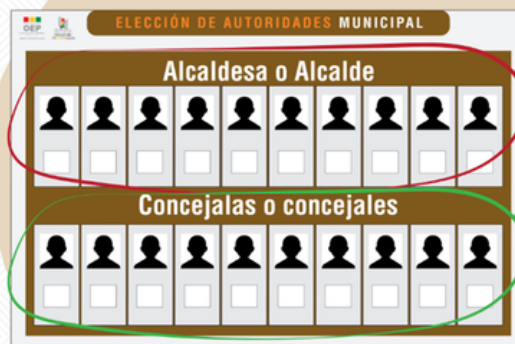 ELECCIÓN DE AUTORIDADES MUNICIPAL
OEP
Alcaldesa o Alcalde
Concejalas o concejales